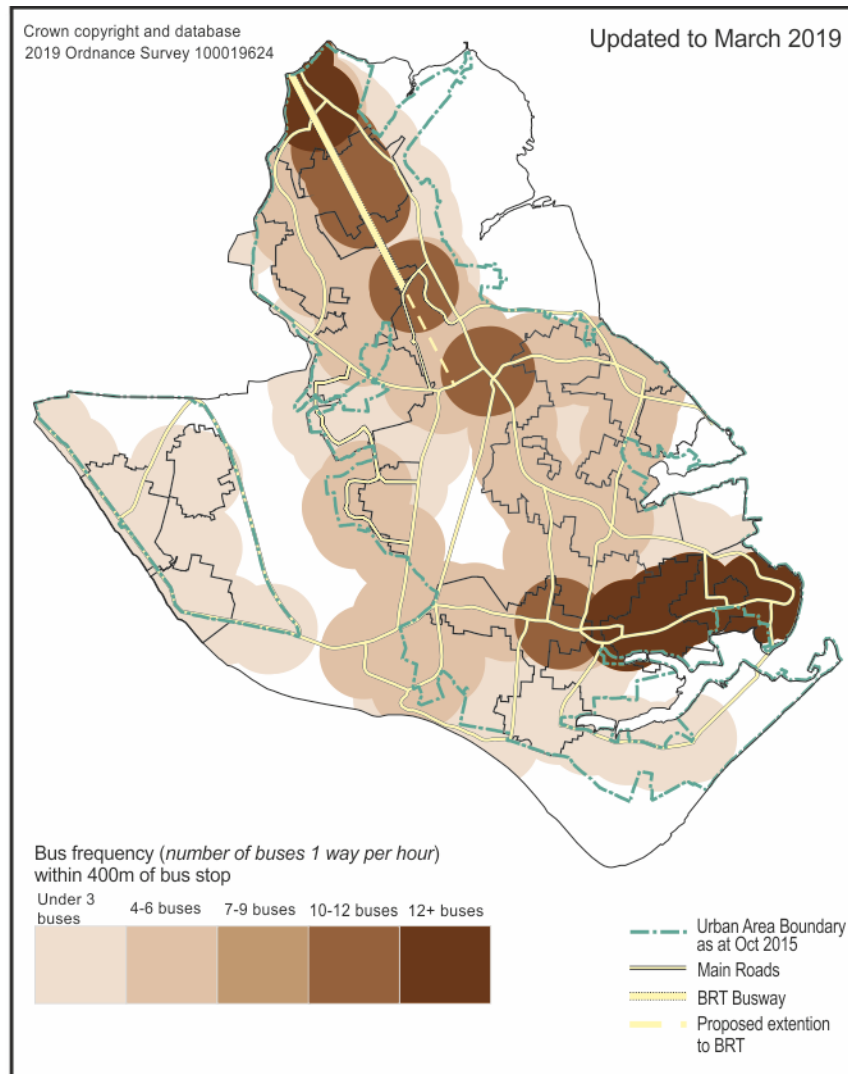 Crown copyright and database
2019 Ordnance Survey 100019624
Updated to March 2019
Bus frequency (number of buses 1 way per hour)
within 400m of bus stop
Under 3
buses
4-6 buses
7-9 buses
10-12 buses
12+ buses
Urban Area Boundary
as at Oct 2015
Main Roads
BRT Busway
Proposed extention
to BRT